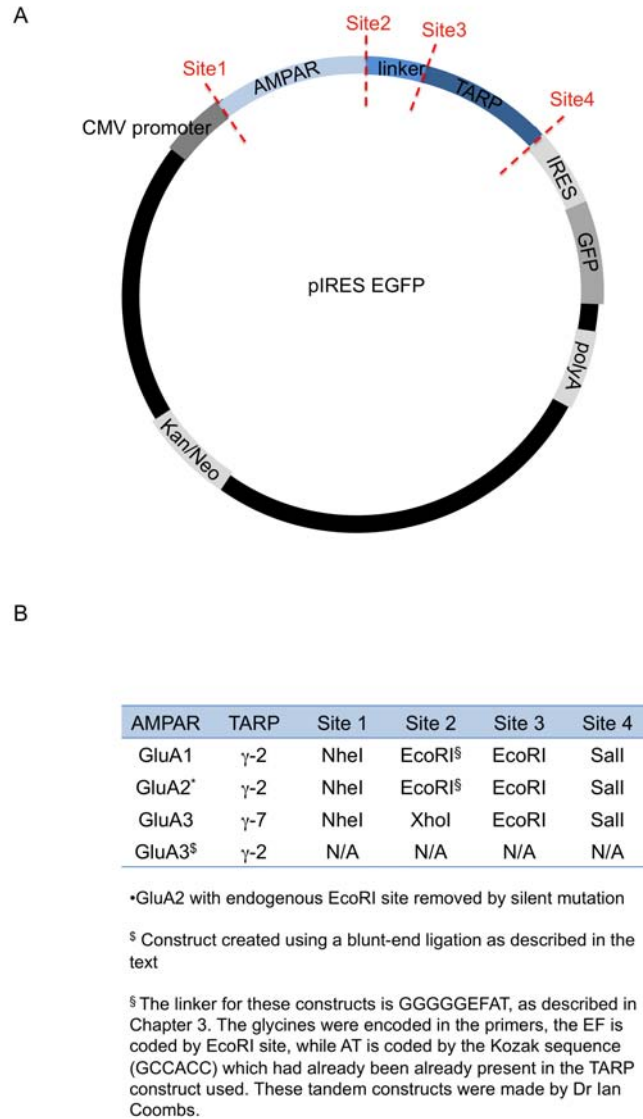 A
Site1
AMPAR
Site2
linker
Site3
TARP
Site4
CMV promoter
IRES
GFP
pIRES EGFP
polyA
Kan/Neo
B
AMPAR TARP Site 1 Site 2 Site 3 Site 4
GluA1 γ-2 NheI EcoRI§ EcoRI SalI
GluA2* γ-2 NheI EcoRI§ EcoRI SalI
GluA3 γ-7 NheI XhoI EcoRI SalI
GluA3$ γ-2 N/A N/A N/A N/A
•GluA2 with endogenous EcoRI site removed by silent mutation
$ Construct created using a blunt-end ligation as described in the
text
§ The linker for these constructs is GGGGGEFAT, as described in
Chapter 3. The glycines were encoded in the primers, the EF is
coded by EcoRI site, while AT is coded by the Kozak sequence
(GCCACC) which had already been already present in the TARP
construct used. These tandem constructs were made by Dr Ian
Coombs.